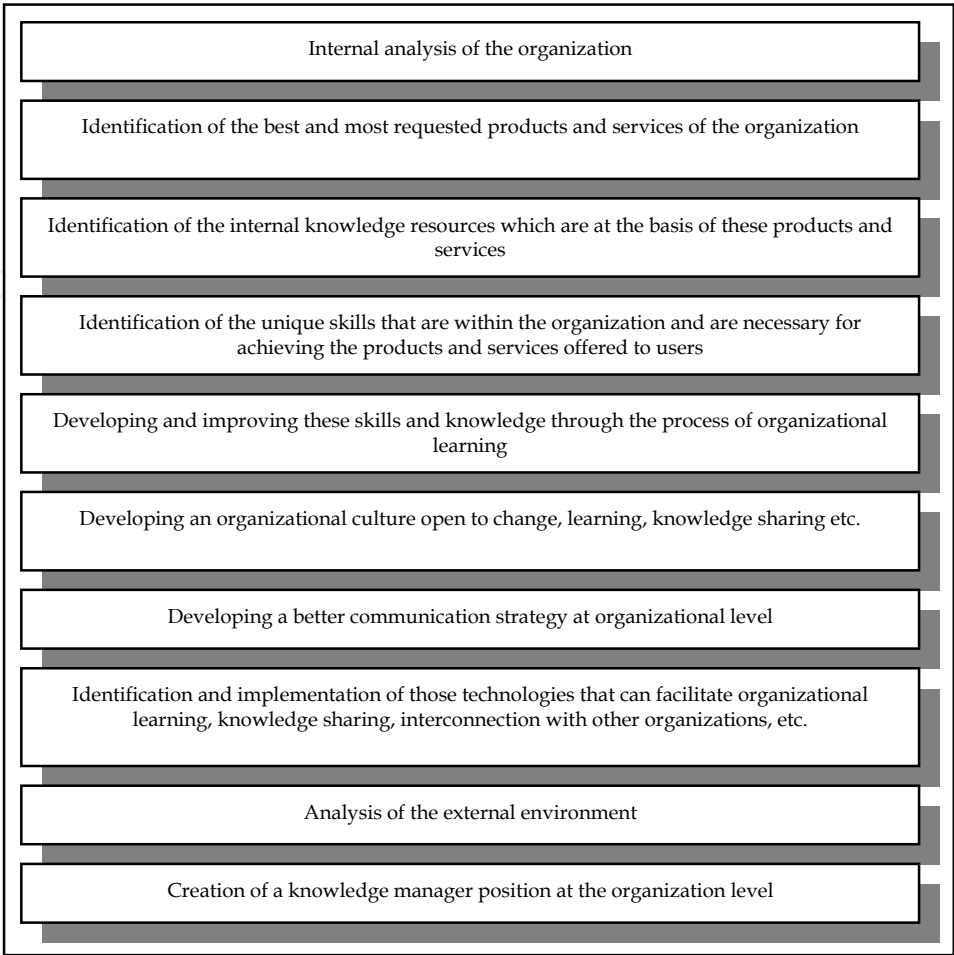 Internal analysis of the organization
Identification of the best and most requested products and services of the organization
Identification of the internal knowledge resources which are at the basis of these products and
services
Identification of the unique skills that are within the organization and are necessary for
achieving the products and services offered to users
Developing and improving these skills and knowledge through the process of organizational
learning
Developing an organizational culture open to change, learning, knowledge sharing etc.
Developing a better communication strategy at organizational level
Identification and implementation of those technologies that can facilitate organizational
learning, knowledge sharing, interconnection with other organizations, etc.
Analysis of the external environment
Creation of a knowledge manager position at the organization level